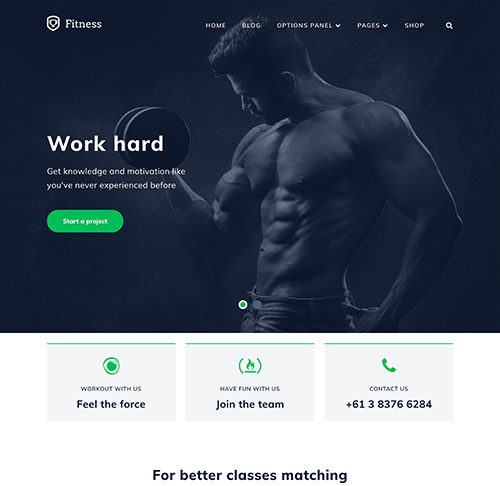 Fitness
HOME BLOG OPTIONS PANEL PAGES SHOP
Work hard
Get knowledge and motivation like
you've never experienced before
Start a project
WORKOUT WITH US
Feel the force
HAVE FUN WITH US
Join the team
CONTACT US
+61 3 8376 6284
For better classes matching